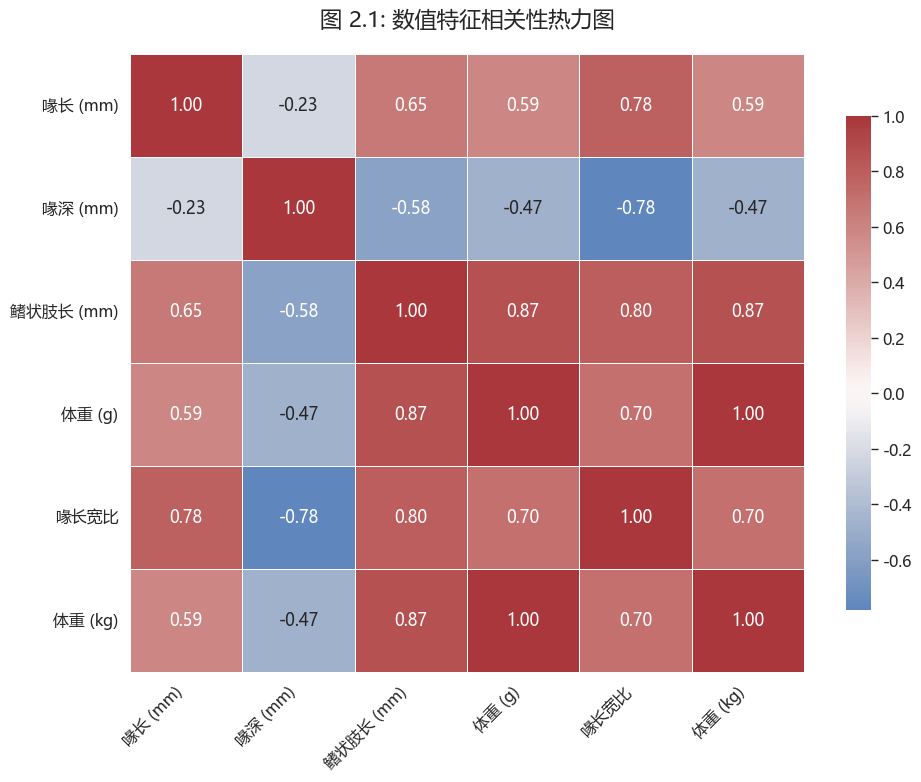 图 2.1: 数值特征相关性热力图
喙长 (mm) 1.00 -0.23 0.65 0.59 0.78 0.59
喙深 (mm) -0.23 1.00 -0.58 -0.47 -0.78 -0.47
鳍状肢长 (mm) 0.65 -0.58 1.00 0.87 0.80 0.87
体重 (g) 0.59 -0.47 0.87 1.00 0.70 1.00
喙长宽比 0.78 -0.78 0.80 0.70 1.00 0.70
体重 (kg) 0.59 -0.47 0.87 1.00 0.70 1.00
喙长 (mm) 喙深 (mm) 鳍状肢长 (mm) 体重 (g) 喙长宽比 体重 (kg)
1.0
0.8
0.6
0.4
0.2
0.0
-0.2
-0.4
-0.6